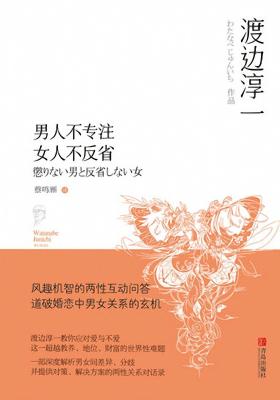 渡边淳一
わたなべじゅんいち 作品
男人不专注
女人不反省
懲りない男と反省しない女
蔡鸣雁 译
Watanabe
Junichi
风趣机智的两性互动问答
道破婚恋中男女关系的玄机
渡边淳一教你应对爱与不爱
这一超越教养、地位、财富的世界性难题
一部深度解析男女间差异、分歧
并提供对策、解决方案的两性关系对话录
青岛出版社